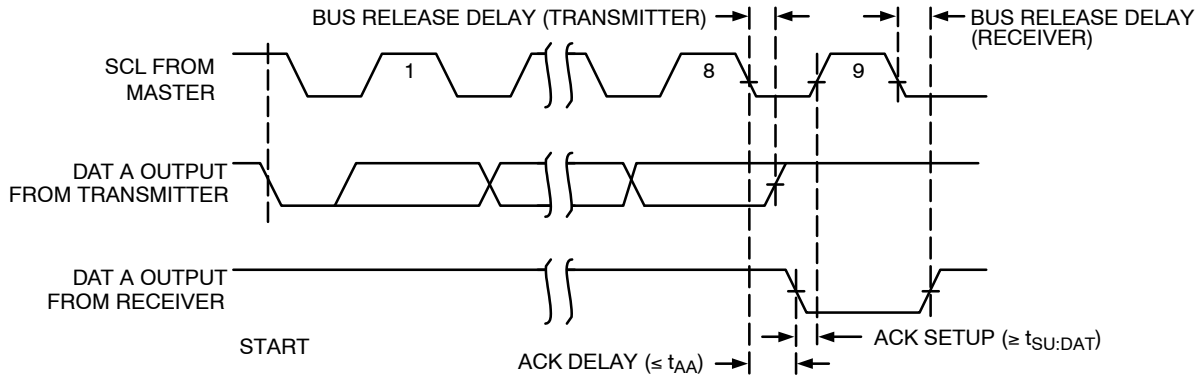 BUS RELEASE DELAY (TRANSMITTER)
BUS RELEASE DELAY
(RECEIVER)
SCL FROM
MASTER
1
8
9
DAT A OUTPUT
FROM TRANSMITTER
DAT A OUTPUT
FROM RECEIVER
START
ACK DELAY (≤ tAA)
ACK SETUP (≥ tSU:DAT)